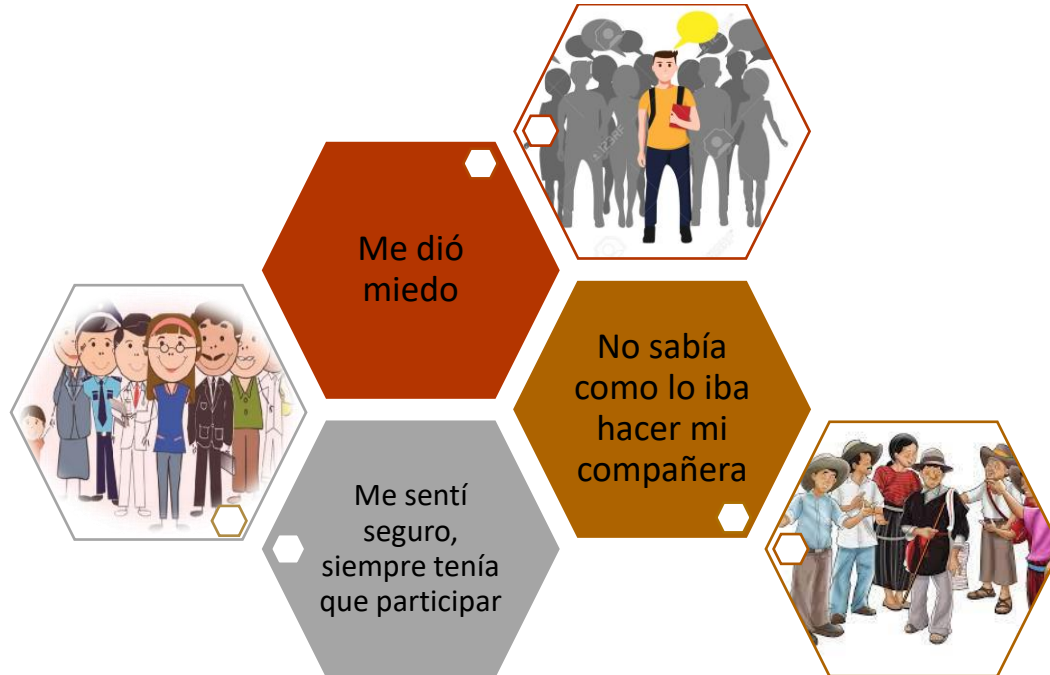 Me dió
miedo
No sabía
como lo iba
hacer mi
compañera
Me sentí
seguro,
siempre tenía
que participar